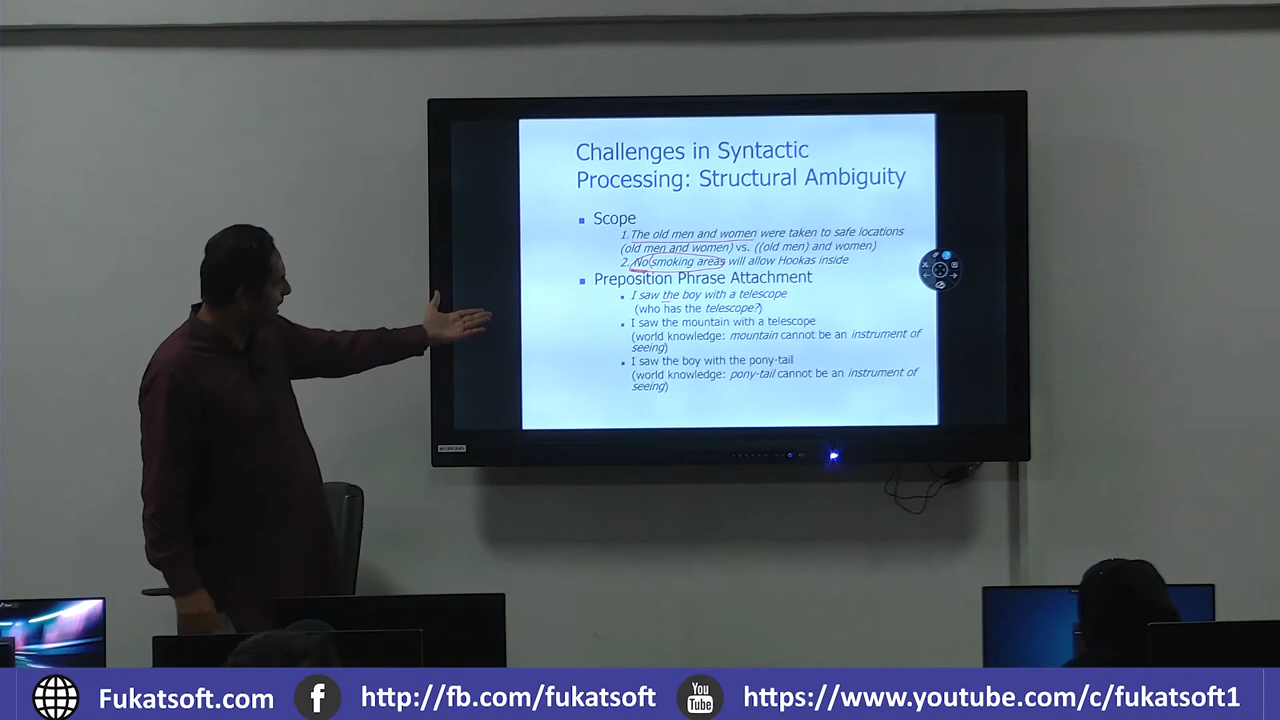 Challenges in Syntactic
Processing: Structural Ambiguity
Scope
1. The old men and women were taken to safe locations
(old men and women) vs. ((old men) and women)
2. No smoking areas will allow Hookas inside
Preposition Phrase Attachment
I saw the boy with a telescope
(who has the telescope?)
I saw the mountain with a telescope
(world knowledge: mountain cannot be an instrument of
seeing)
I saw the boy with the pony-tail
(world knowledge: pony-tail cannot be an instrument of
seeing)
Fukatsoft.com
f
http://fb.com/fukatsoft
You
Tube
https://www.youtube.com/c/fukatsoft1